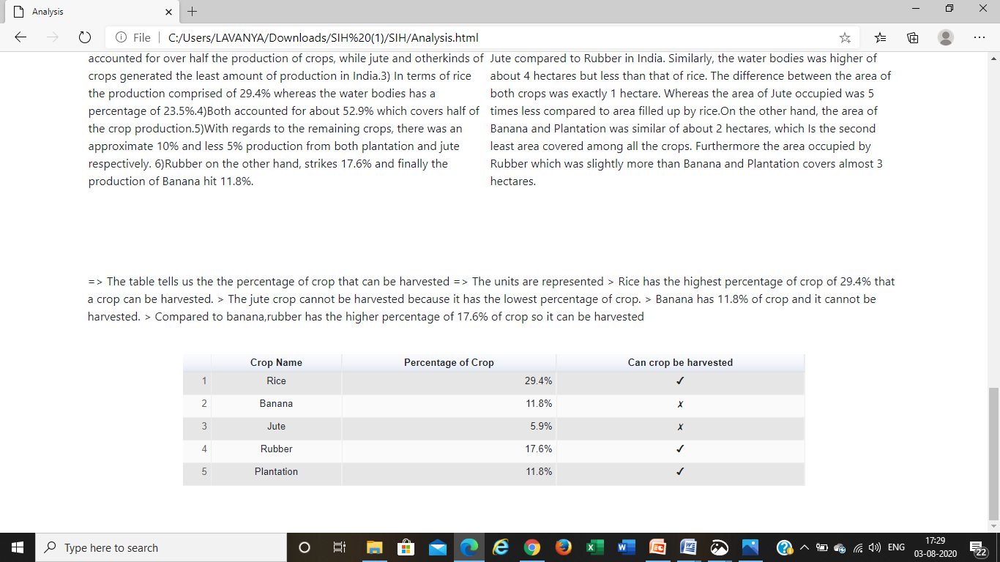 Analysis
File
C:/Users/LAVANYA/Downloads/SIH%20(1)/SIH/Analysis.html
accounted for over half the production of crops, while jute and otherkinds of
crops generated the least amount of production in India.3) In terms of rice
the production comprised of 29.4% whereas the water bodies has a
percentage of 23.5%.4)Both accounted for about 52.9% which covers half of
the crop production.5)With regards to the remaining crops, there was an
approximate 10% and less 5% production from both plantation and jute
respectively. 6)Rubber on the other hand, strikes 17.6% and finally the
production of Banana hit 11.8%.
Jute compared to Rubber in India. Similarly, the water bodies was higher of
about 4 hectares but less than that of rice. The difference between the area of
both crops was exactly 1 hectare. Whereas the area of Jute occupied was 5
times less compared to area filled up by rice.On the other hand, the area of
Banana and Plantation was similar of about 2 hectares, which Is the second
least area covered among all the crops. Furthermore the area occupied by
Rubber which was slightly more than Banana and Plantation covers almost 3
hectares.
=> The table tells us the the percentage of crop that can be harvested => The units are represented > Rice has the highest percentage of crop of 29.4% that
a crop can be harvested. > The jute crop cannot be harvested because it has the lowest percentage of crop. > Banana has 11.8% of crop and it cannot be
harvested. > Compared to banana,rubber has the higher percentage of 17.6% of crop so it can be harvested
Crop Name Percentage of Crop Can crop be harvested
1 Rice 29.4% ✓
2 Banana 11.8% ✗
3 Jute 5.9% ✗
4 Rubber 17.6% ✓
5 Plantation 11.8% ✓
Type here to search
ENG
17:29
03-08-2020
22